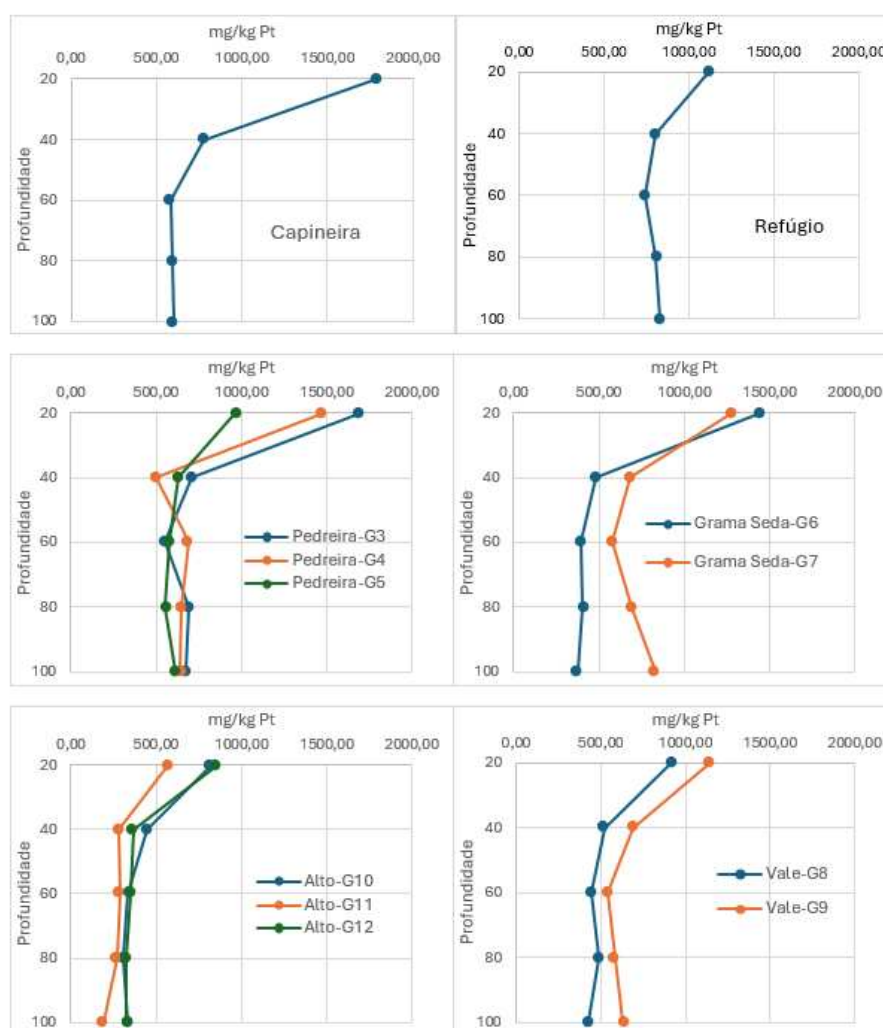 mg/kg Pt
0,00 500,00 1000,00 1500,00 2000,00
20
40
60
80
100
Profundidade
Capineira
mg/kg Pt
0,00 500,00 1000,00 1500,00 2000,00
20
40
60
80
100
Profundidade
Refúgio
mg/kg Pt
0,00 500,00 1000,00 1500,00 2000,00
20
40
60
80
100
Profundidade
Pedreira-G3
Pedreira-G4
Pedreira-G5
mg/kg Pt
0,00 500,00 1000,00 1500,00 2000,00
20
40
60
80
100
Profundidade
Grama Seda-G6
Grama Seda-G7
mg/kg Pt
0,00 500,00 1000,00 1500,00 2000,00
20
40
60
80
100
Profundidade
Alto-G10
Alto-G11
Alto-G12
mg/kg Pt
0,00 500,00 1000,00 1500,00 2000,00
20
40
60
80
100
Profundidade
Vale-G8
Vale-G9